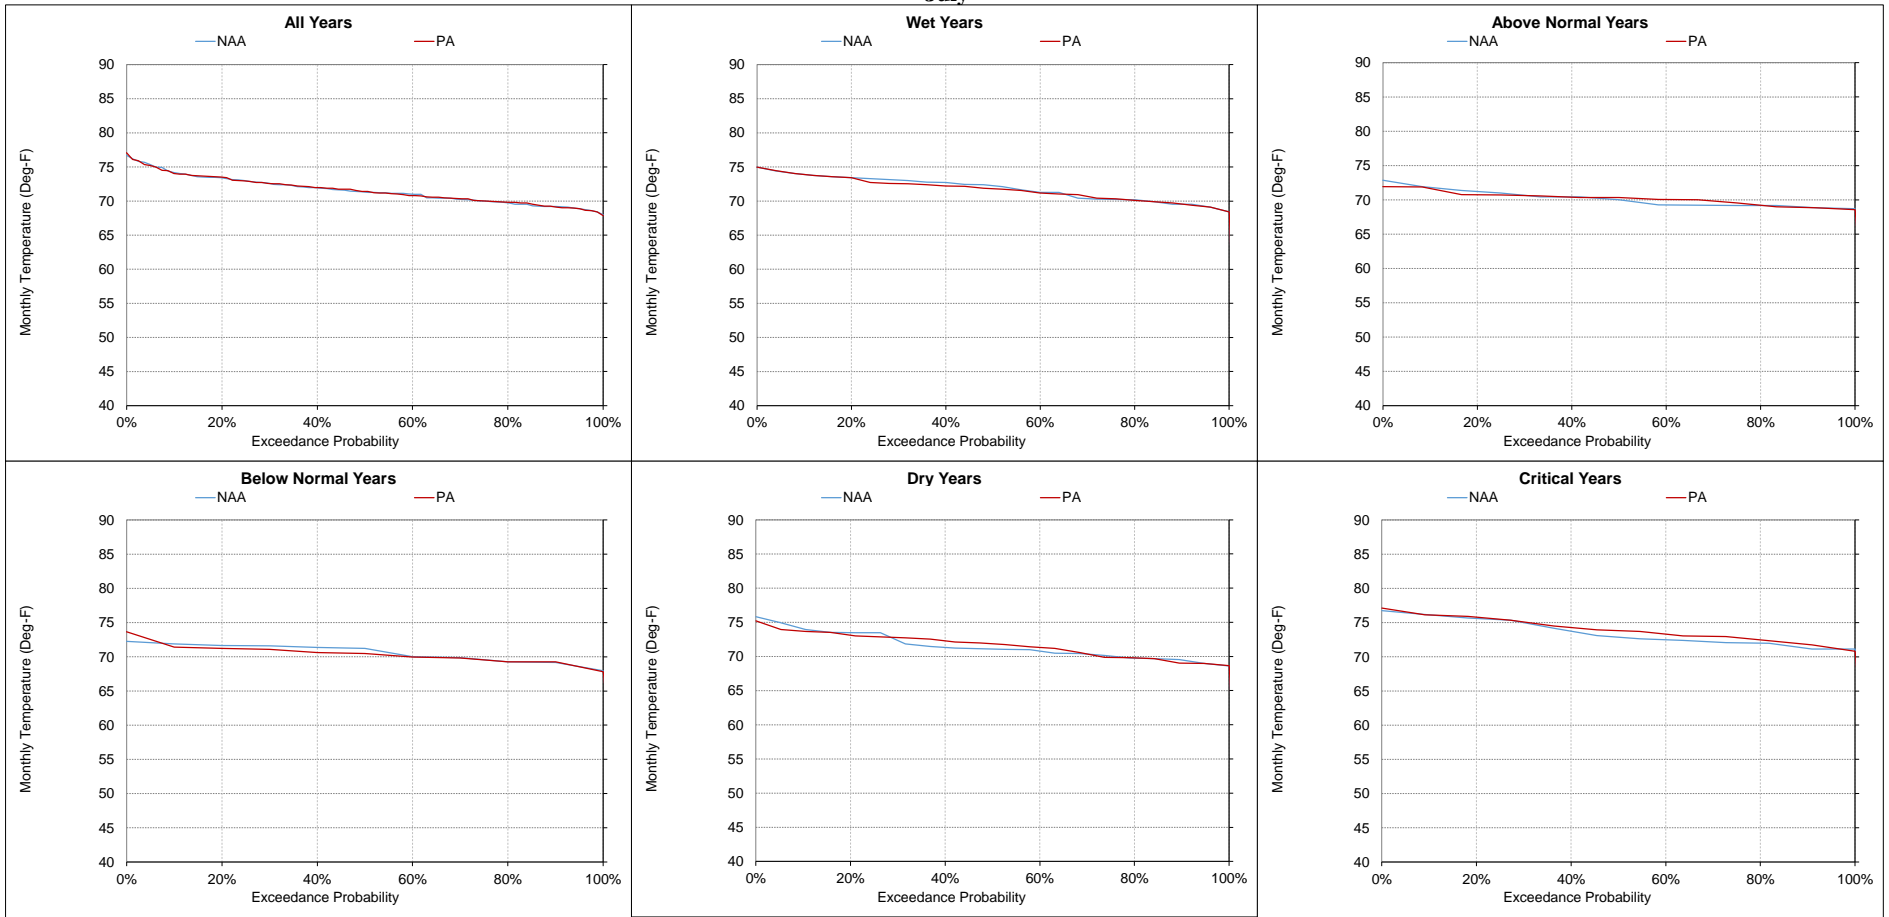 All Years
NAA PA
90
85
80
75
70
65
60
55
50
45
40
Monthly Temperature (Deg-F)
0% 20% 40% 60% 80% 100%
Exceedance Probability
Wet Years
NAA PA
90
85
80
75
70
65
60
55
50
45
40
Monthly Temperature (Deg-F)
0% 20% 40% 60% 80% 100%
Exceedance Probability
Above Normal Years
NAA PA
90
85
80
75
70
65
60
55
50
45
40
Monthly Temperature (Deg-F)
0% 20% 40% 60% 80% 100%
Exceedance Probability
Below Normal Years
NAA PA
90
85
80
75
70
65
60
55
50
45
40
Monthly Temperature (Deg-F)
0% 20% 40% 60% 80% 100%
Exceedance Probability
Dry Years
NAA PA
90
85
80
75
70
65
60
55
50
45
40
Monthly Temperature (Deg-F)
0% 20% 40% 60% 80% 100%
Exceedance Probability
Critical Years
NAA PA
90
85
80
75
70
65
60
55
50
45
40
Monthly Temperature (Deg-F)
0% 20% 40% 60% 80% 100%
Exceedance Probability